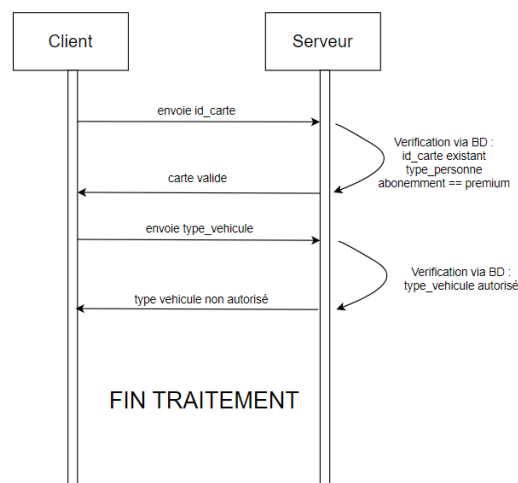 Client
Serveur
envoie id_carte
Verification via BD :
id_carte existant
type_personne
abonemment == premium
carte valide
envoie type_vehicule
Verification via BD :
type_vehicule autorisé
type vehicule non autorisé
FIN TRAITEMENT